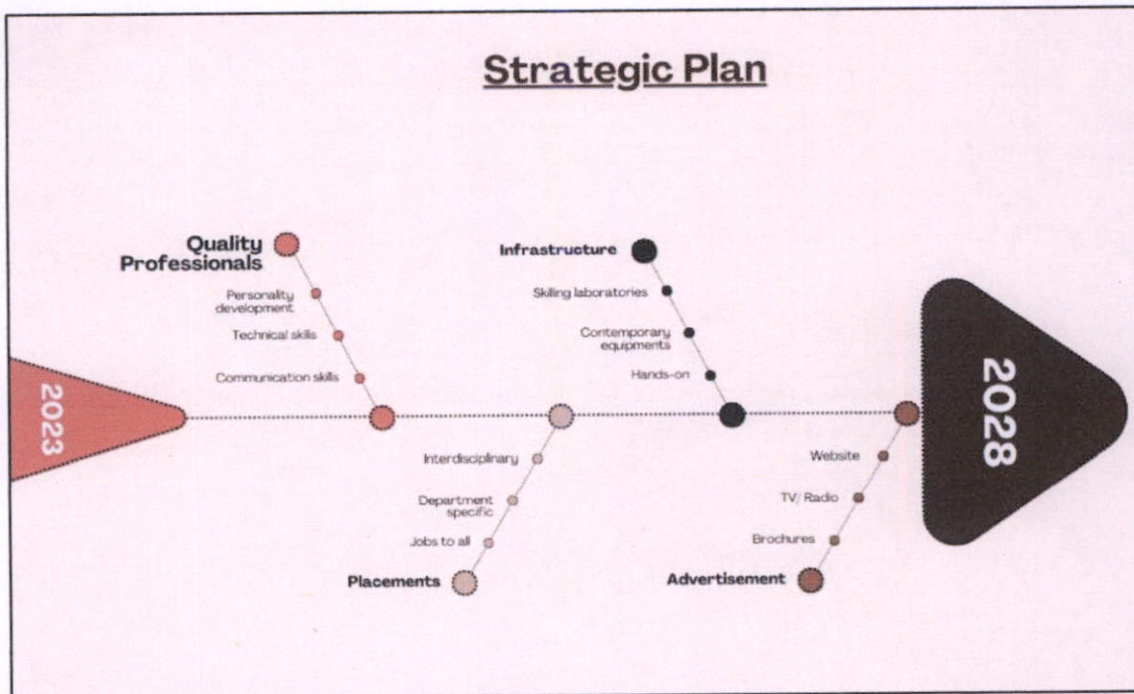 Strategic Plan
Quality
Professionals
Personality
development
Technical skills
Communication skills
Infrastructure
Skilling laboratories
Contemporary
equipments
Hands-on
2023
2028
Interdisciplinary
Department
specific
Jobs to all
Placements
Website
TV/ Radio
Brochures
Advertisement